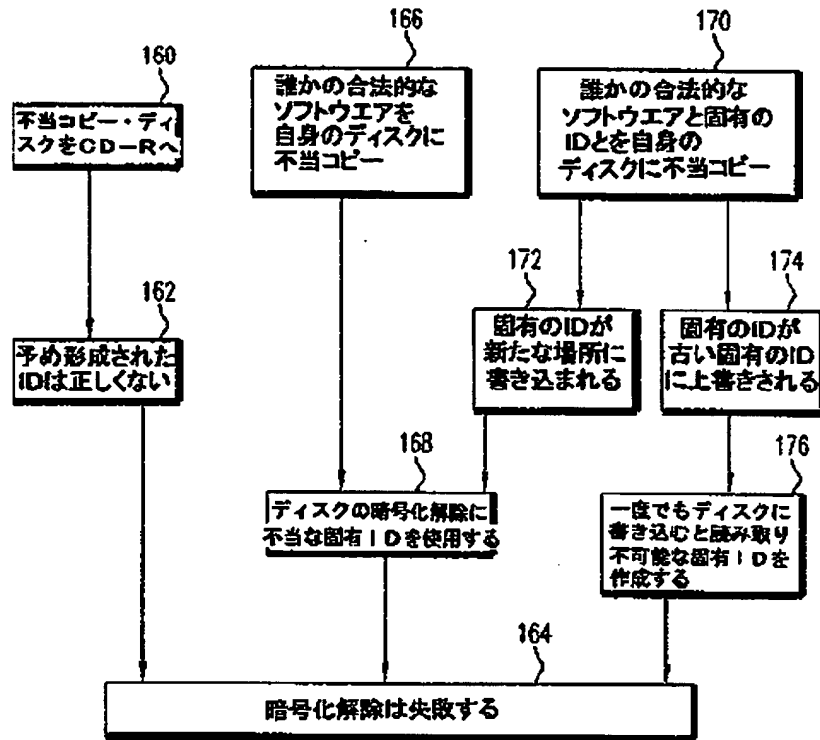 160
不当コピー・ディ
スクをCD-Rへ
166
誰かの合法的な
ソフトウエアを
自身のディスクに
不当コピー
170
誰かの合法的な
ソフトウエアと固有の
IDとを自身の
ディスクに不当コピー
162
予め形成された
IDは正しくない
172
固有のIDが
新たな場所に
書き込まれる
174
固有のIDが
古い固有のID
に上書きされる
168
ディスクの暗号化解除に
不当な固有IDを使用する
176
一度でもディスクに
書き込むと読み取り
不可能な固有IDを
作成する
164
暗号化解除は失敗する